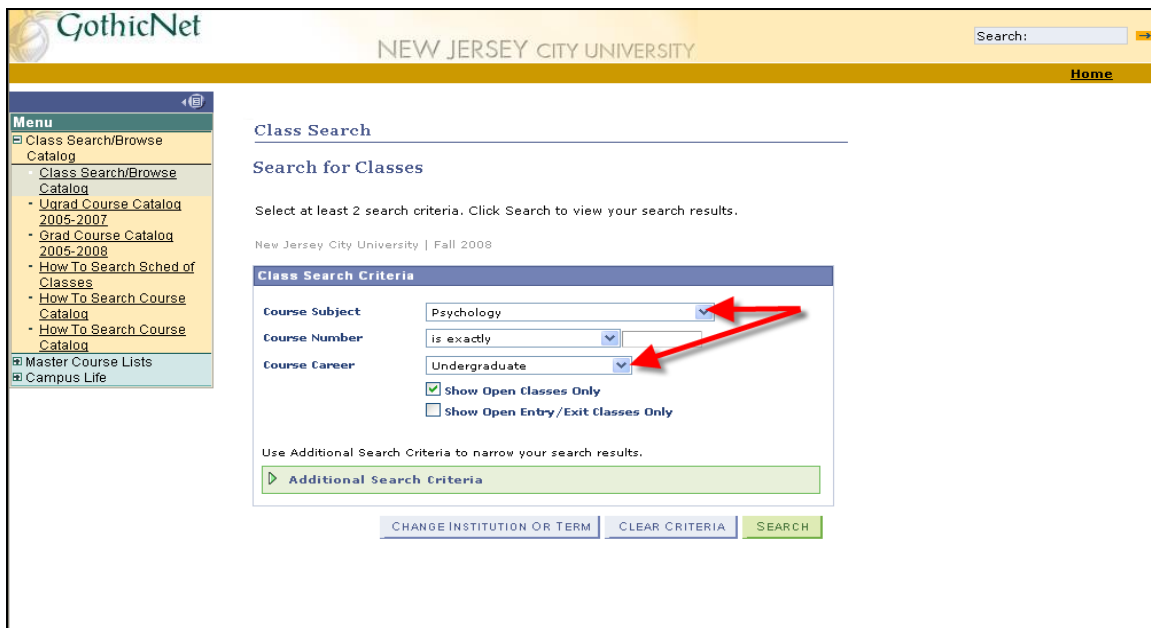 GothicNet
NEW JERSEY CITY UNIVERSITY
Search:
Home
Menu
Class Search/Browse
Catalog
Class Search/Browse
Catalog
Ugrad Course Catalog
2005-2007
Grad Course Catalog
2005-2008
How To Search Sched of
Classes
How To Search Course
Catalog
How To Search Course
Catalog
Master Course Lists
Campus Life
Class Search
Search for Classes
Select at least 2 search criteria. Click Search to view your search results.
New Jersey City University | Fall 2008
Class Search Criteria
Course Subject Psychology
Course Number is exactly
Course Career Undergraduate
Show Open Classes Only
Show Open Entry/Exit Classes Only
Use Additional Search Criteria to narrow your search results.
Additional Search Criteria
CHANGE INSTITUTION OR TERM CLEAR CRITERIA SEARCH